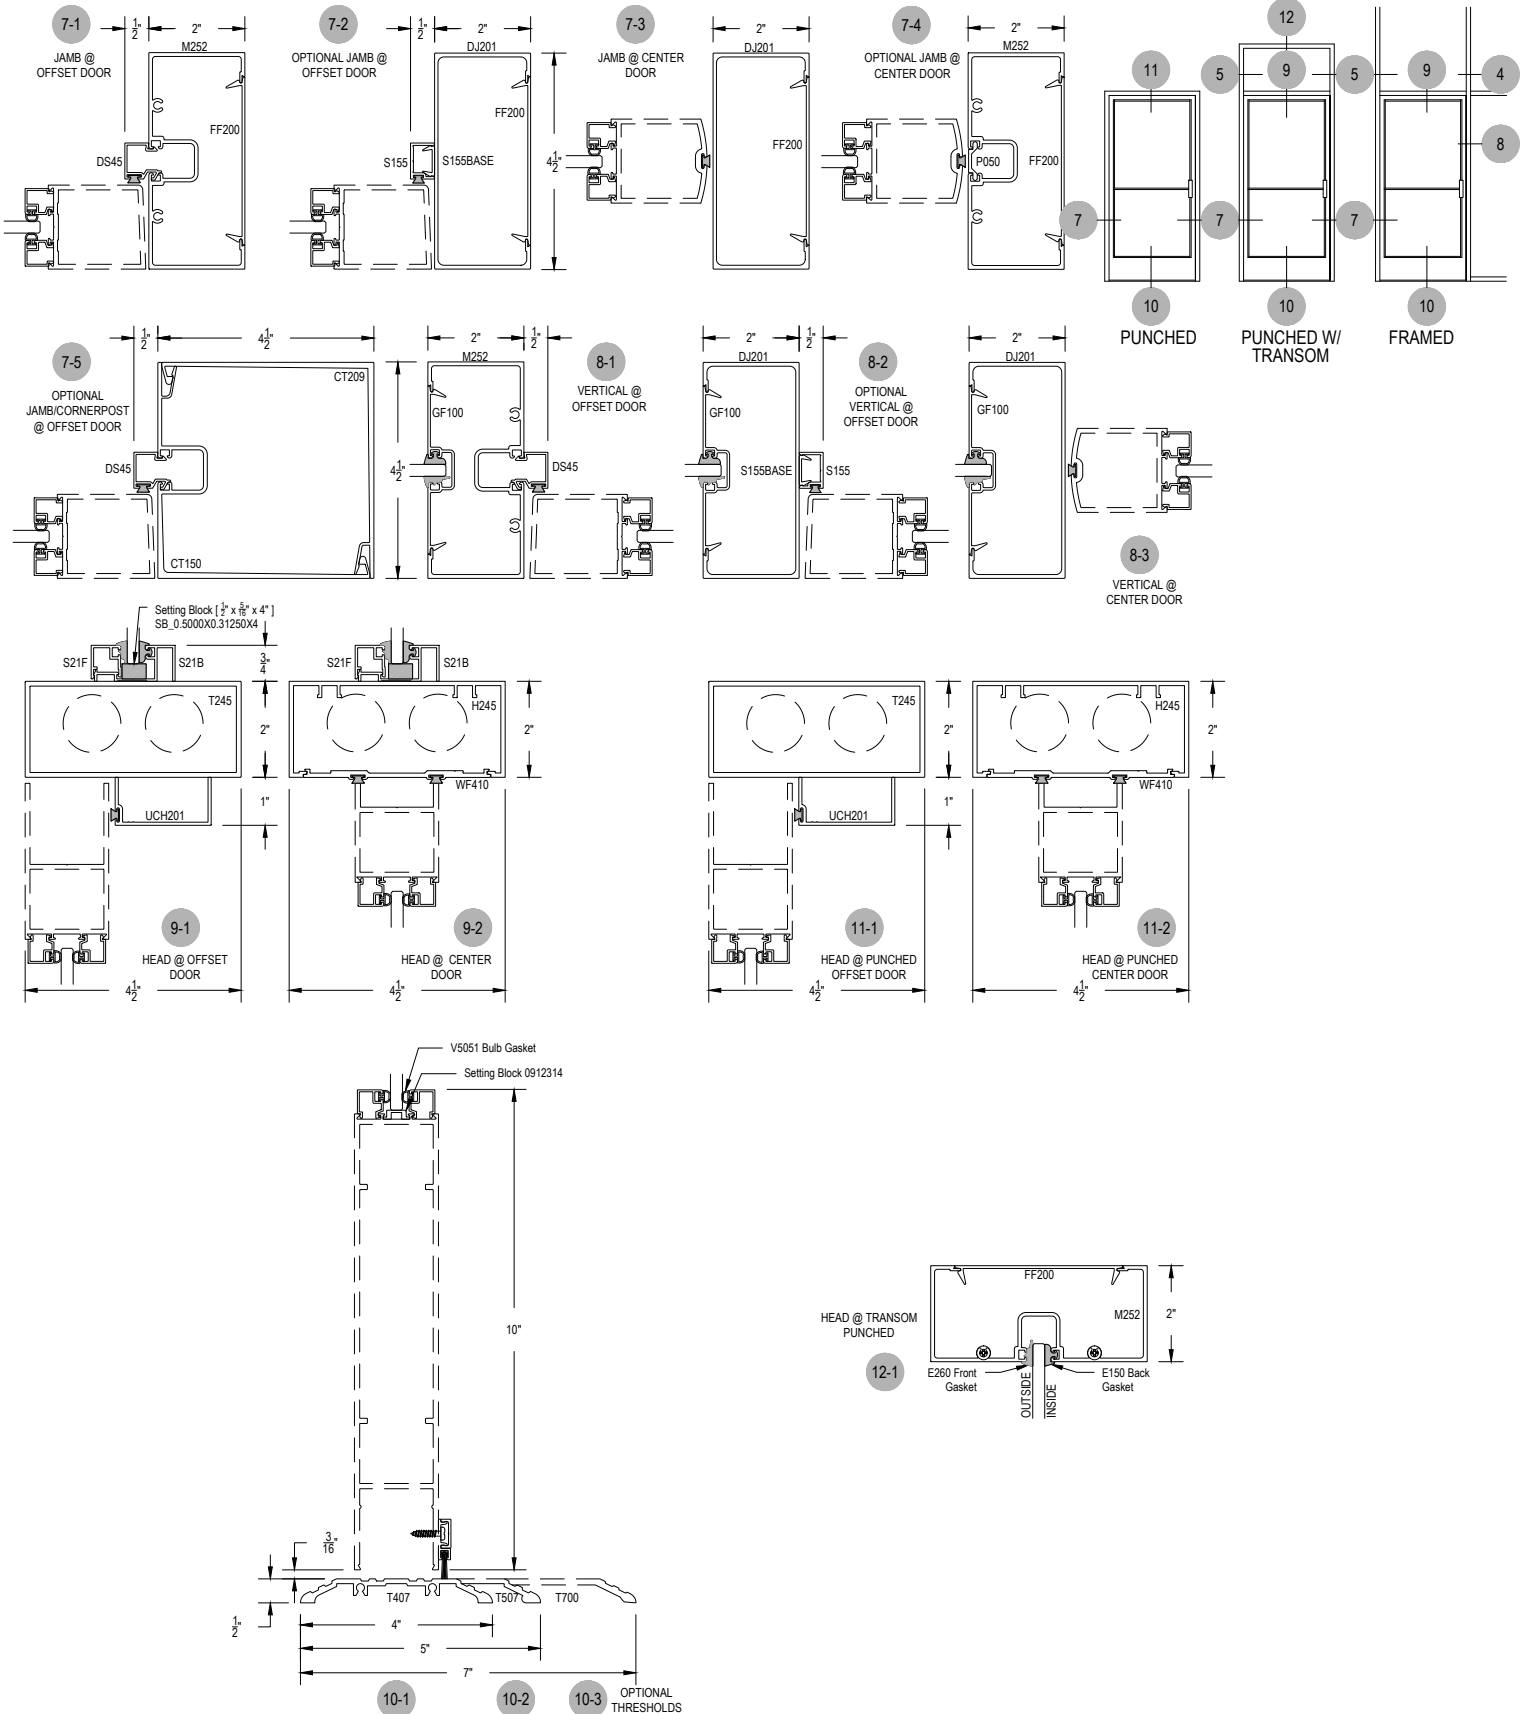 7-1
JAMB @
OFFSET DOOR
1/2"
2"
M252
FF200
DS45
7-2
OPTIONAL JAMB @
OFFSET DOOR
1/2"
2"
DJ201
FF200
S155
S155BASE
4 1/2"
7-3
JAMB @ CENTER
DOOR
2"
DJ201
FF200
7-4
OPTIONAL JAMB @
CENTER DOOR
2"
M252
P050
FF200
11
7
10
PUNCHED
12
5
9
5
7
7
10
PUNCHED W/
TRANSOM
9
4
8
7
10
FRAMED
7-5
OPTIONAL
JAMB/CORNERPOST
@ OFFSET DOOR
1/2"
4 1/2"
CT209
DS45
CT150
4 1/2"
2"
1/2"
M252
GF100
DS45
8-1
VERTICAL @
OFFSET DOOR
2"
1/2"
DJ201
GF100
S155BASE
S155
8-2
OPTIONAL
VERTICAL @
OFFSET DOOR
2"
DJ201
GF100
8-3
VERTICAL @
CENTER DOOR
Setting Block [ 1/2" x 5/16" x 4" ]
SB_0.5000X0.31250X4
S21F
S21B
3/4"
T245
2"
UCH201
1"
9-1
HEAD @ OFFSET
DOOR
4 1/2"
S21F
S21B
H245
2"
WF410
9-2
HEAD @ CENTER
DOOR
4 1/2"
T245
2"
UCH201
1"
11-1
HEAD @ PUNCHED
OFFSET DOOR
4 1/2"
H245
2"
WF410
11-2
HEAD @ PUNCHED
CENTER DOOR
4 1/2"
V5051 Bulb Gasket
Setting Block 0912314
10"
3/16"
1/2"
T407
T507
T700
4"
5"
7"
10-1
10-2
10-3
OPTIONAL
THRESHOLDS
HEAD @ TRANSOM
PUNCHED
12-1
FF200
M252
2"
E260 Front
Gasket
E150 Back
Gasket
OUTSIDE
INSIDE